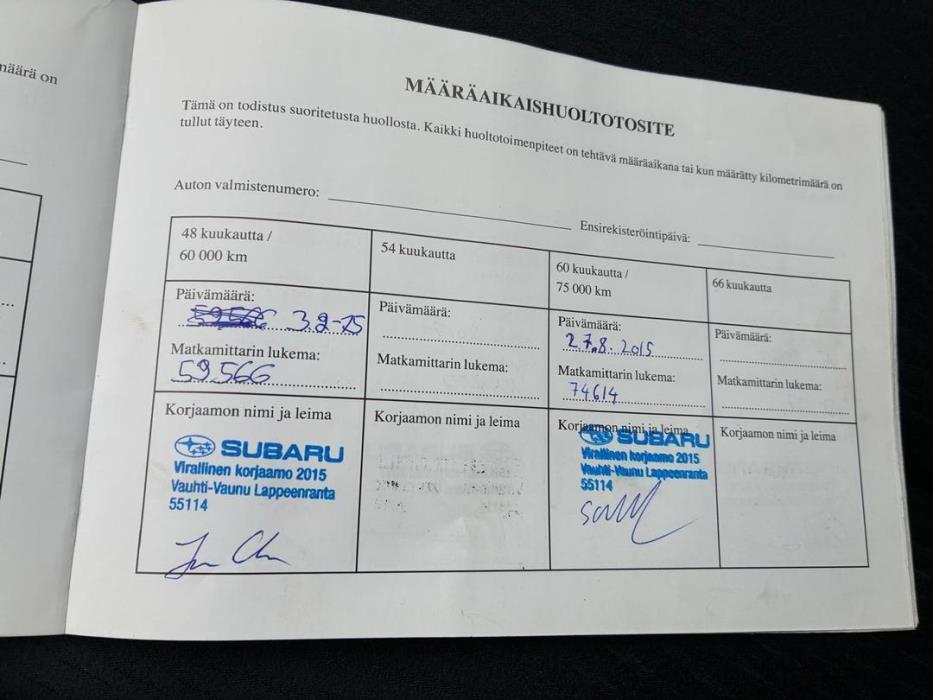 näärä on
MÄÄRÄAIKAISHUOLTOTOSITE
Tämä on todistus suoritetusta huollosta. Kaikki huoltotoimenpiteet on tehtävä määräaikana tai kun määrätty kilometrimäärä on
tullut täyteen.
Auton valmistenumero:
Ensirekisteröintipäivä:
48 kuukautta /
60 000 km
Päivämäärä:
59566 3.2-15
Matkamittarin lukema:
59566
Korjaamon nimi ja leima
SUBARU
Virallinen korjaamo 2015
Vauhti-Vaunu Lappeenranta
55114
54 kuukautta
Päivämäärä:
Matkamittarin lukema:
Korjaamon nimi ja leima
60 kuukautta /
75 000 km
Päivämäärä:
27.8.2015
Matkamittarin lukema:
74614
Korjaamon nimi ja leima
SUBARU
Virallinen korjaamo 2015
Vauhti-Vaunu Lappeenranta
55114
66 kuukautta
Päivämäärä:
Matkamittarin lukema:
Korjaamon nimi ja leima